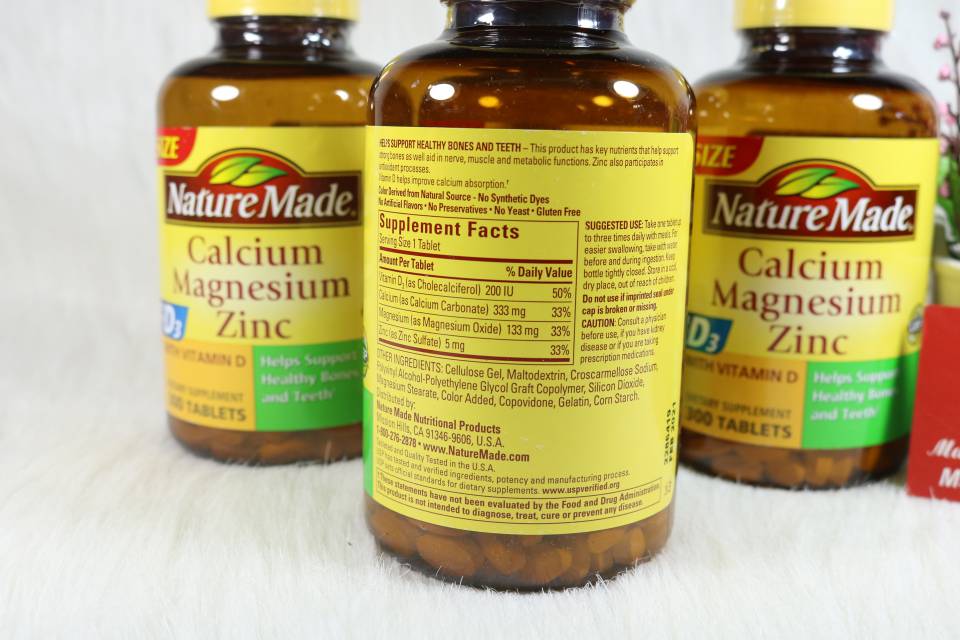 SIZE
NatureMade
Calcium
Magnesium
Zinc
D3
WITH VITAMIN D
Helps Support
Healthy Bones
and Teeth
DIETARY SUPPLEMENT
300 TABLETS
HELPS SUPPORT HEALTHY BONES AND TEETH – This product has key nutrients that help support
strong bones as well aid in nerve, muscle and metabolic functions. Zinc also participates in
antioxidant processes.
Vitamin D helps improve calcium absorption.†
Color Derived from Natural Source - No Synthetic Dyes
No Artificial Flavors • No Preservatives • No Yeast • Gluten Free
Supplement Facts
Serving Size 1 Tablet
Amount Per Tablet % Daily Value
Vitamin D3 (as Cholecalciferol) 200 IU 50%
Calcium (as Calcium Carbonate) 333 mg 33%
Magnesium (as Magnesium Oxide) 133 mg 33%
Zinc (as Zinc Sulfate) 5 mg 33%
SUGGESTED USE: Take one tablet up
to three times daily with meals. For
easier swallowing, take with water
before and during ingestion. Keep
bottle tightly closed. Store in a cool,
dry place, out of reach of children.
Do not use if imprinted seal under
cap is broken or missing.
CAUTION: Consult a physician
before use, if you have kidney
disease or if you are taking
prescription medications.
OTHER INGREDIENTS: Cellulose Gel, Maltodextrin, Croscarmellose Sodium,
Polyvinyl Alcohol-Polyethylene Glycol Graft Copolymer, Silicon Dioxide,
Magnesium Stearate, Color Added, Copovidone, Gelatin, Corn Starch.
Distributed by:
Nature Made Nutritional Products
Mission Hills, CA 91346-9606, U.S.A.
1-800-276-2878 • www.NatureMade.com
and Quality Tested in the U.S.A.
USP has tested and verified ingredients, potency and manufacturing process.
USP sets official standards for dietary supplements. www.uspverified.org
† These statements have not been evaluated by the Food and Drug Administration.
This product is not intended to diagnose, treat, cure or prevent any disease.
FEB 2021
SIZE
NatureMade
Calcium
Magnesium
Zinc
D3
WITH VITAMIN D
Helps Support
Healthy Bones
and Teeth
DIETARY SUPPLEMENT
300 TABLETS